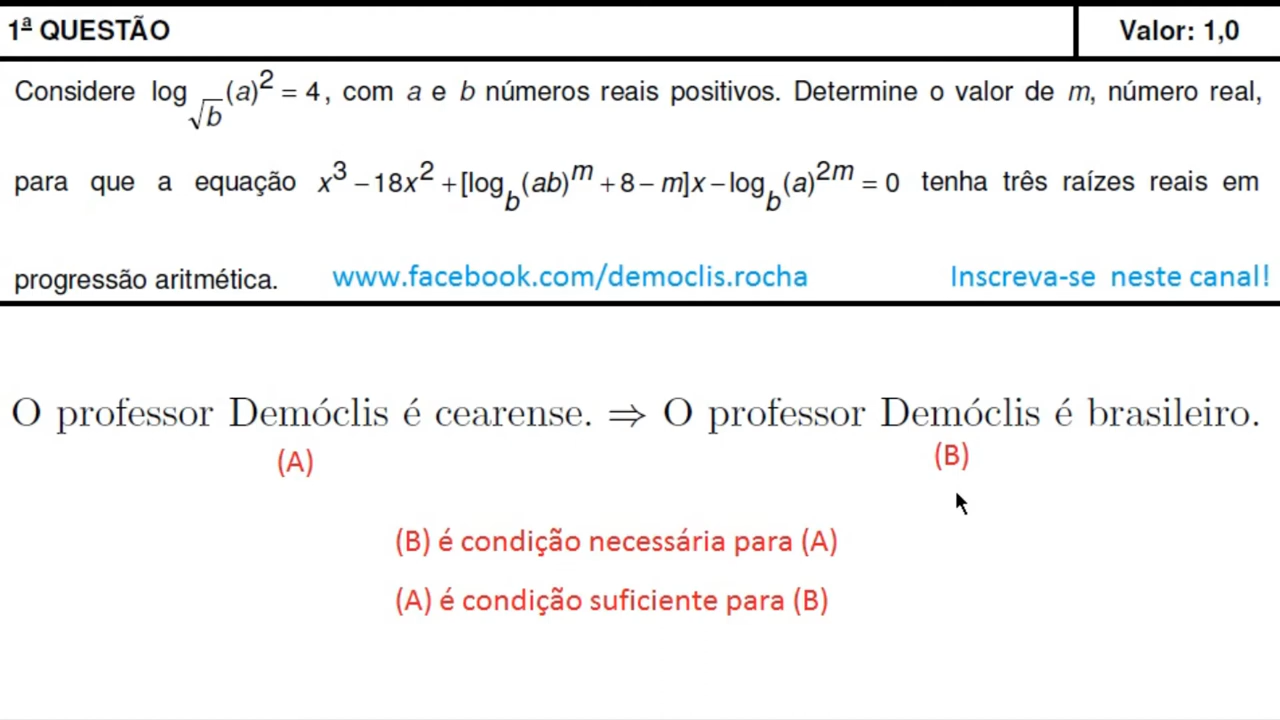 1ª QUESTÃO Valor: 1,0
Considere log_√b (a)² = 4, com a e b números reais positivos. Determine o valor de m, número real,
para que a equação x³ − 18x² + [log_b (ab)^m + 8 − m]x − log_b (a)^2m = 0 tenha três raízes reais em
progressão aritmética. www.facebook.com/democlis.rocha Inscreva-se neste canal!
O professor Demóclis é cearense. ⇒ O professor Demóclis é brasileiro.
(A) (B)
(B) é condição necessária para (A)
(A) é condição suficiente para (B)